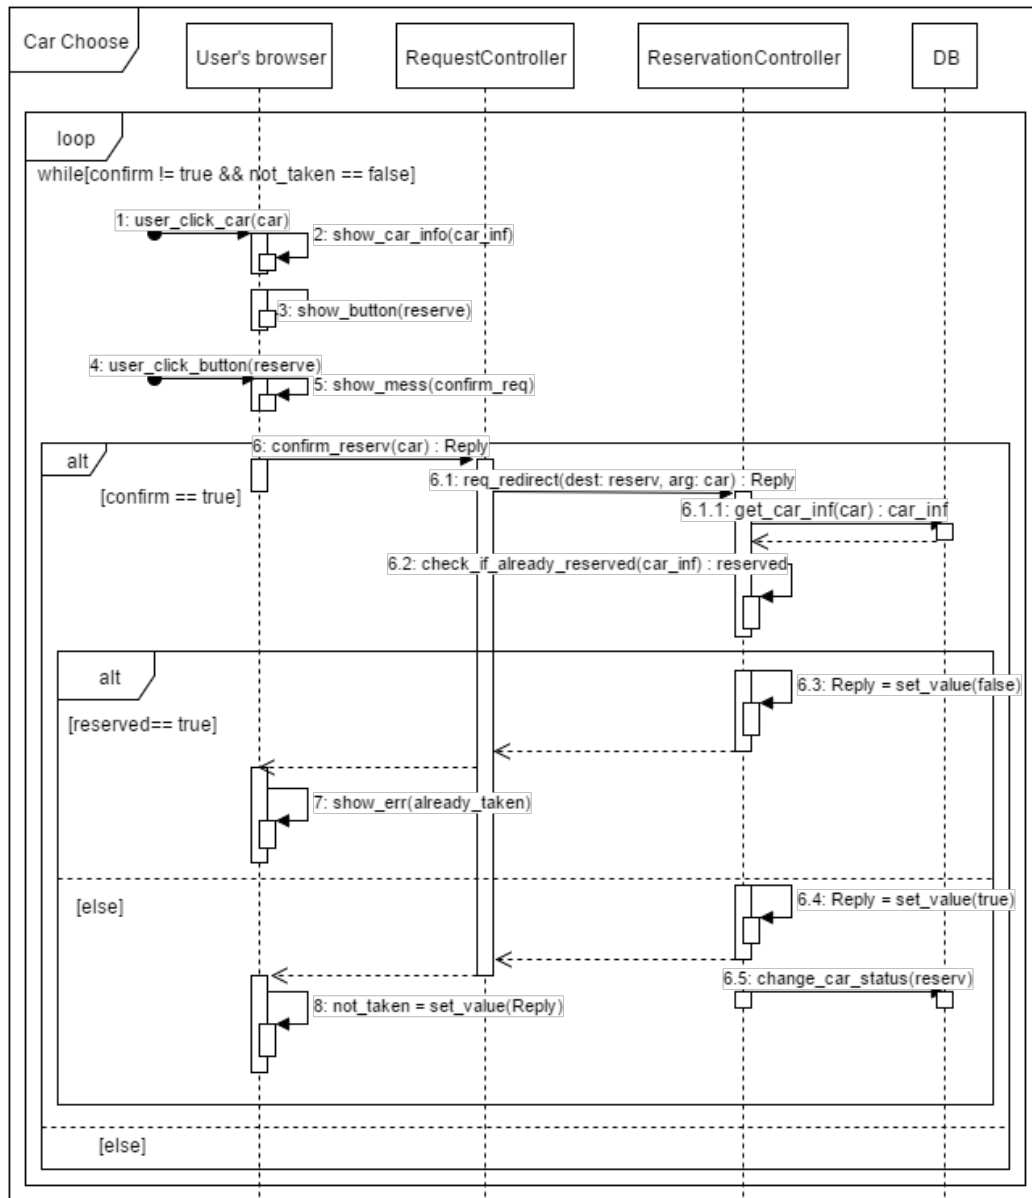 Car Choose
User's browser
RequestController
ReservationController
DB
loop
while[confirm != true && not_taken == false]
1: user_click_car(car)
2: show_car_info(car_inf)
3: show_button(reserve)
4: user_click_button(reserve)
5: show_mess(confirm_req)
alt
6: confirm_reserv(car) : Reply
[confirm == true]
6.1: req_redirect(dest: reserv, arg: car) : Reply
6.1.1: get_car_inf(car) : car_inf
6.2: check_if_already_reserved(car_inf) : reserved
alt
6.3: Reply = set_value(false)
[reserved== true]
7: show_err(already_taken)
[else]
6.4: Reply = set_value(true)
6.5: change_car_status(reserv)
8: not_taken = set_value(Reply)
[else]